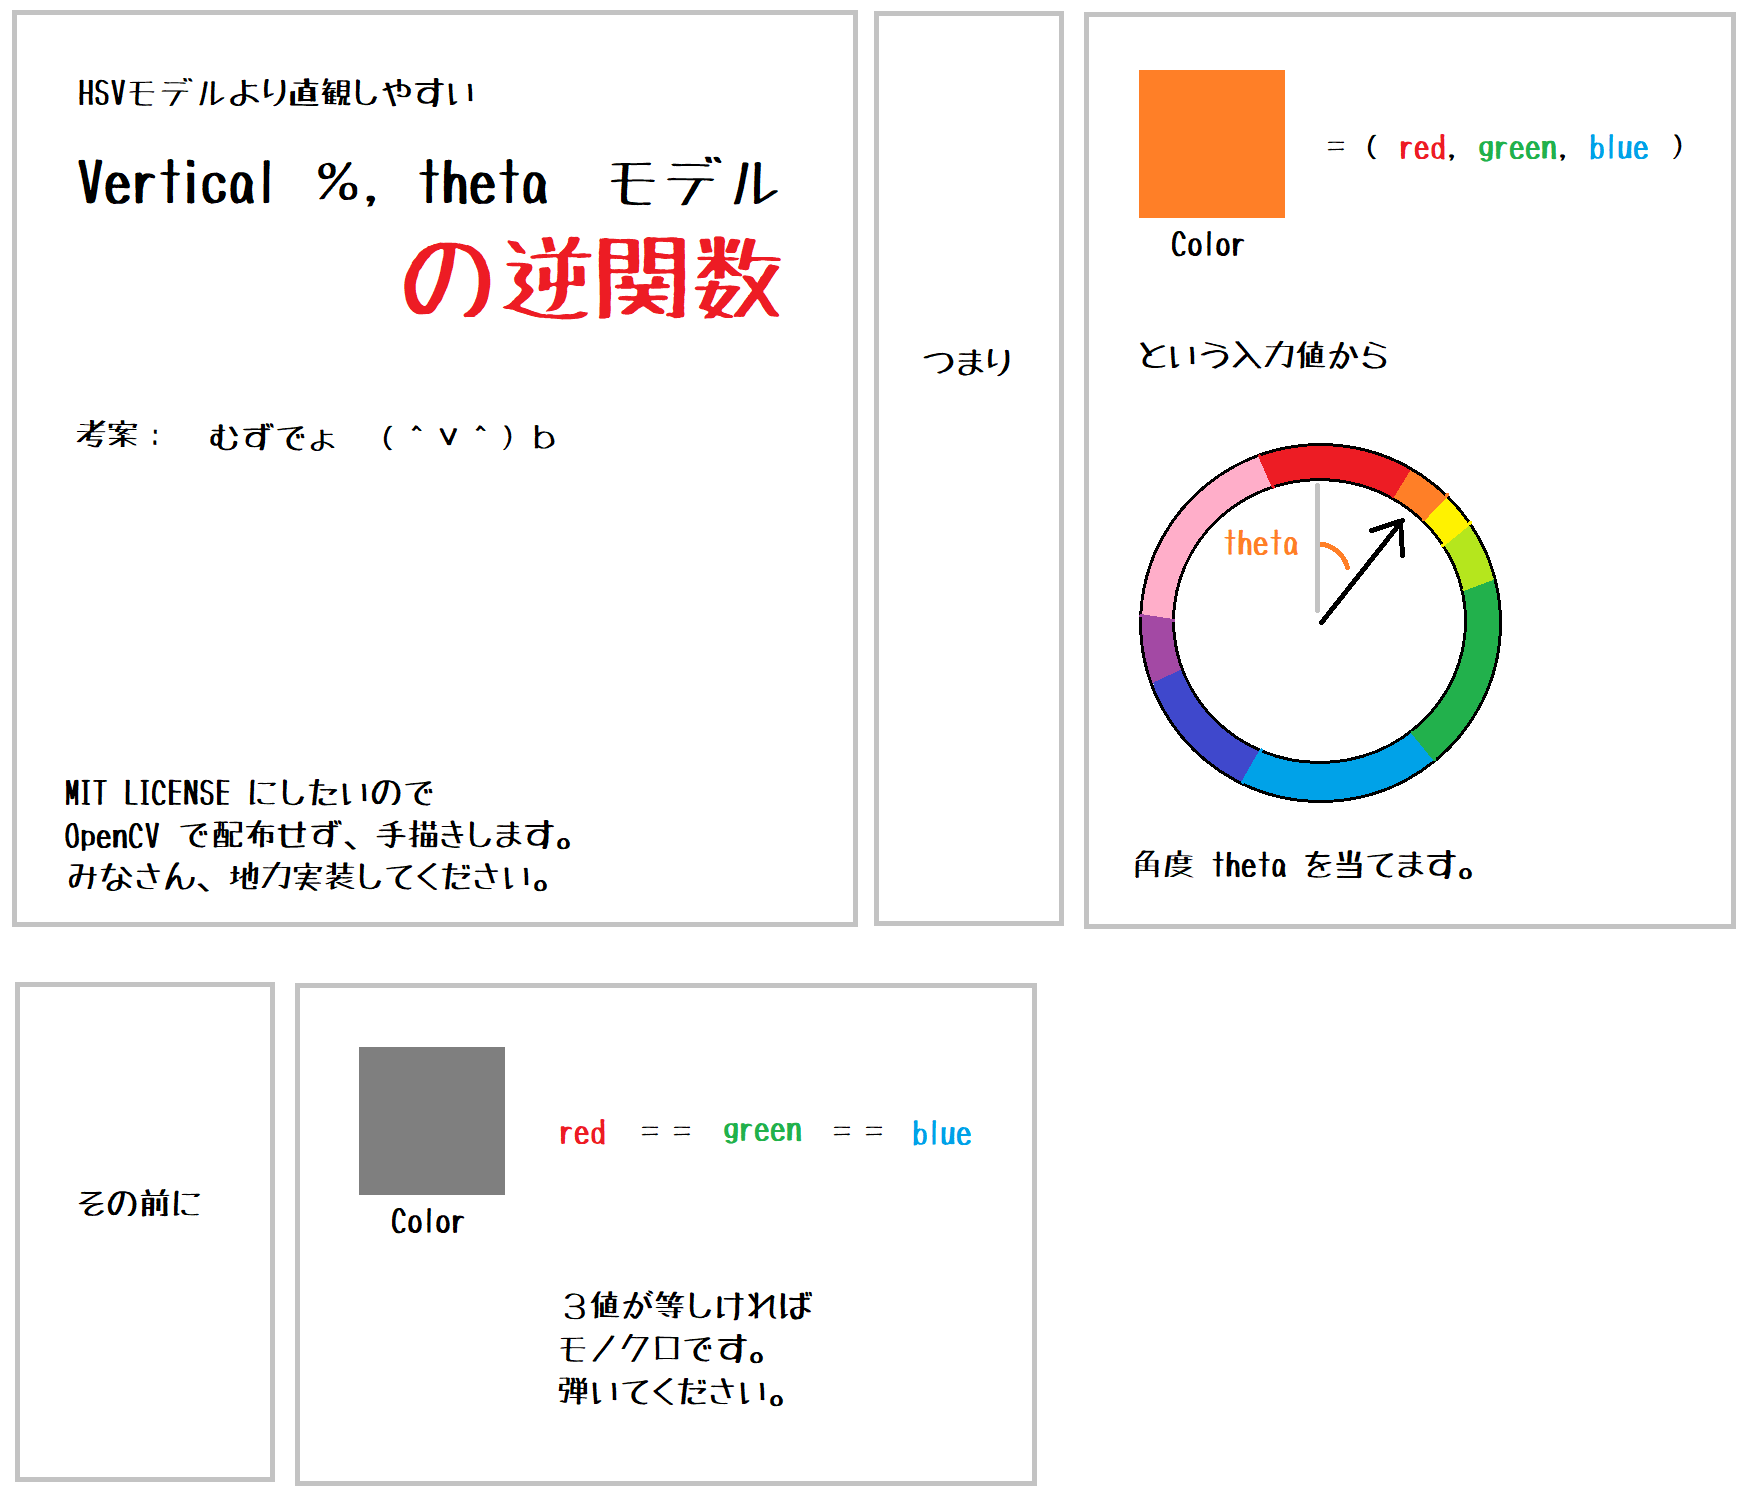 HSVモデルより直観しやすい
Vertical %, theta モデル
の逆関数
考案： むずでょ （＾∨＾）ｂ
MIT LICENSE にしたいので
OpenCV で配布せず、手描きします。
みなさん、地力実装してください。
つまり
= ( red, green, blue )
Color
という入力値から
theta
角度 theta を当てます。
その前に
red == green == blue
Color
３値が等しければ
モノクロです。
弾いてください。